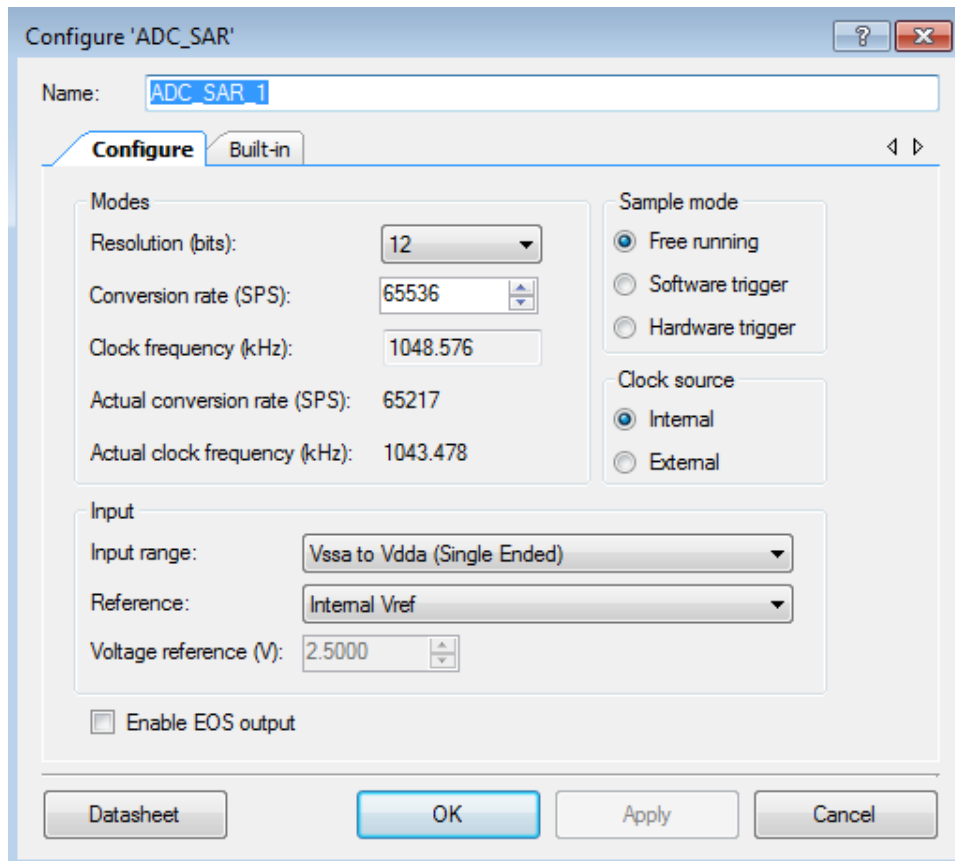 Configure 'ADC_SAR'
Name: ADC_SAR_1
Configure Built-in
Modes
Resolution (bits): 12
Conversion rate (SPS): 65536
Clock frequency (kHz): 1048.576
Actual conversion rate (SPS): 65217
Actual clock frequency (kHz): 1043.478
Sample mode
Free running
Software trigger
Hardware trigger
Clock source
Internal
External
Input
Input range: Vssa to Vdda (Single Ended)
Reference: Internal Vref
Voltage reference (V): 2.5000
Enable EOS output
Datasheet OK Apply Cancel